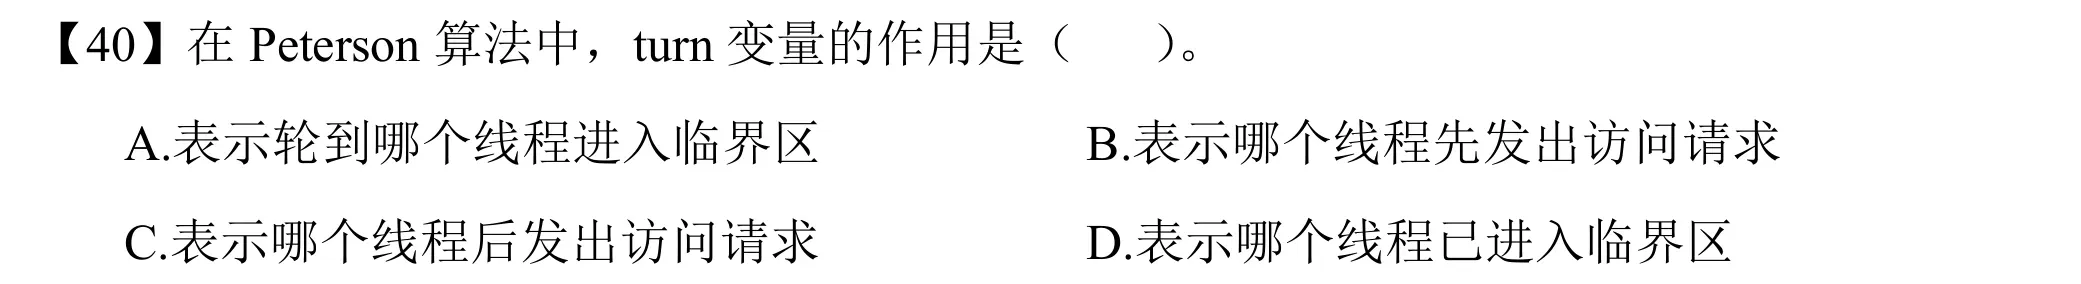 【40】在 Peterson 算法中，turn 变量的作用是（　　）。
A.表示轮到哪个线程进入临界区　　B.表示哪个线程先发出访问请求
C.表示哪个线程后发出访问请求　　D.表示哪个线程已进入临界区